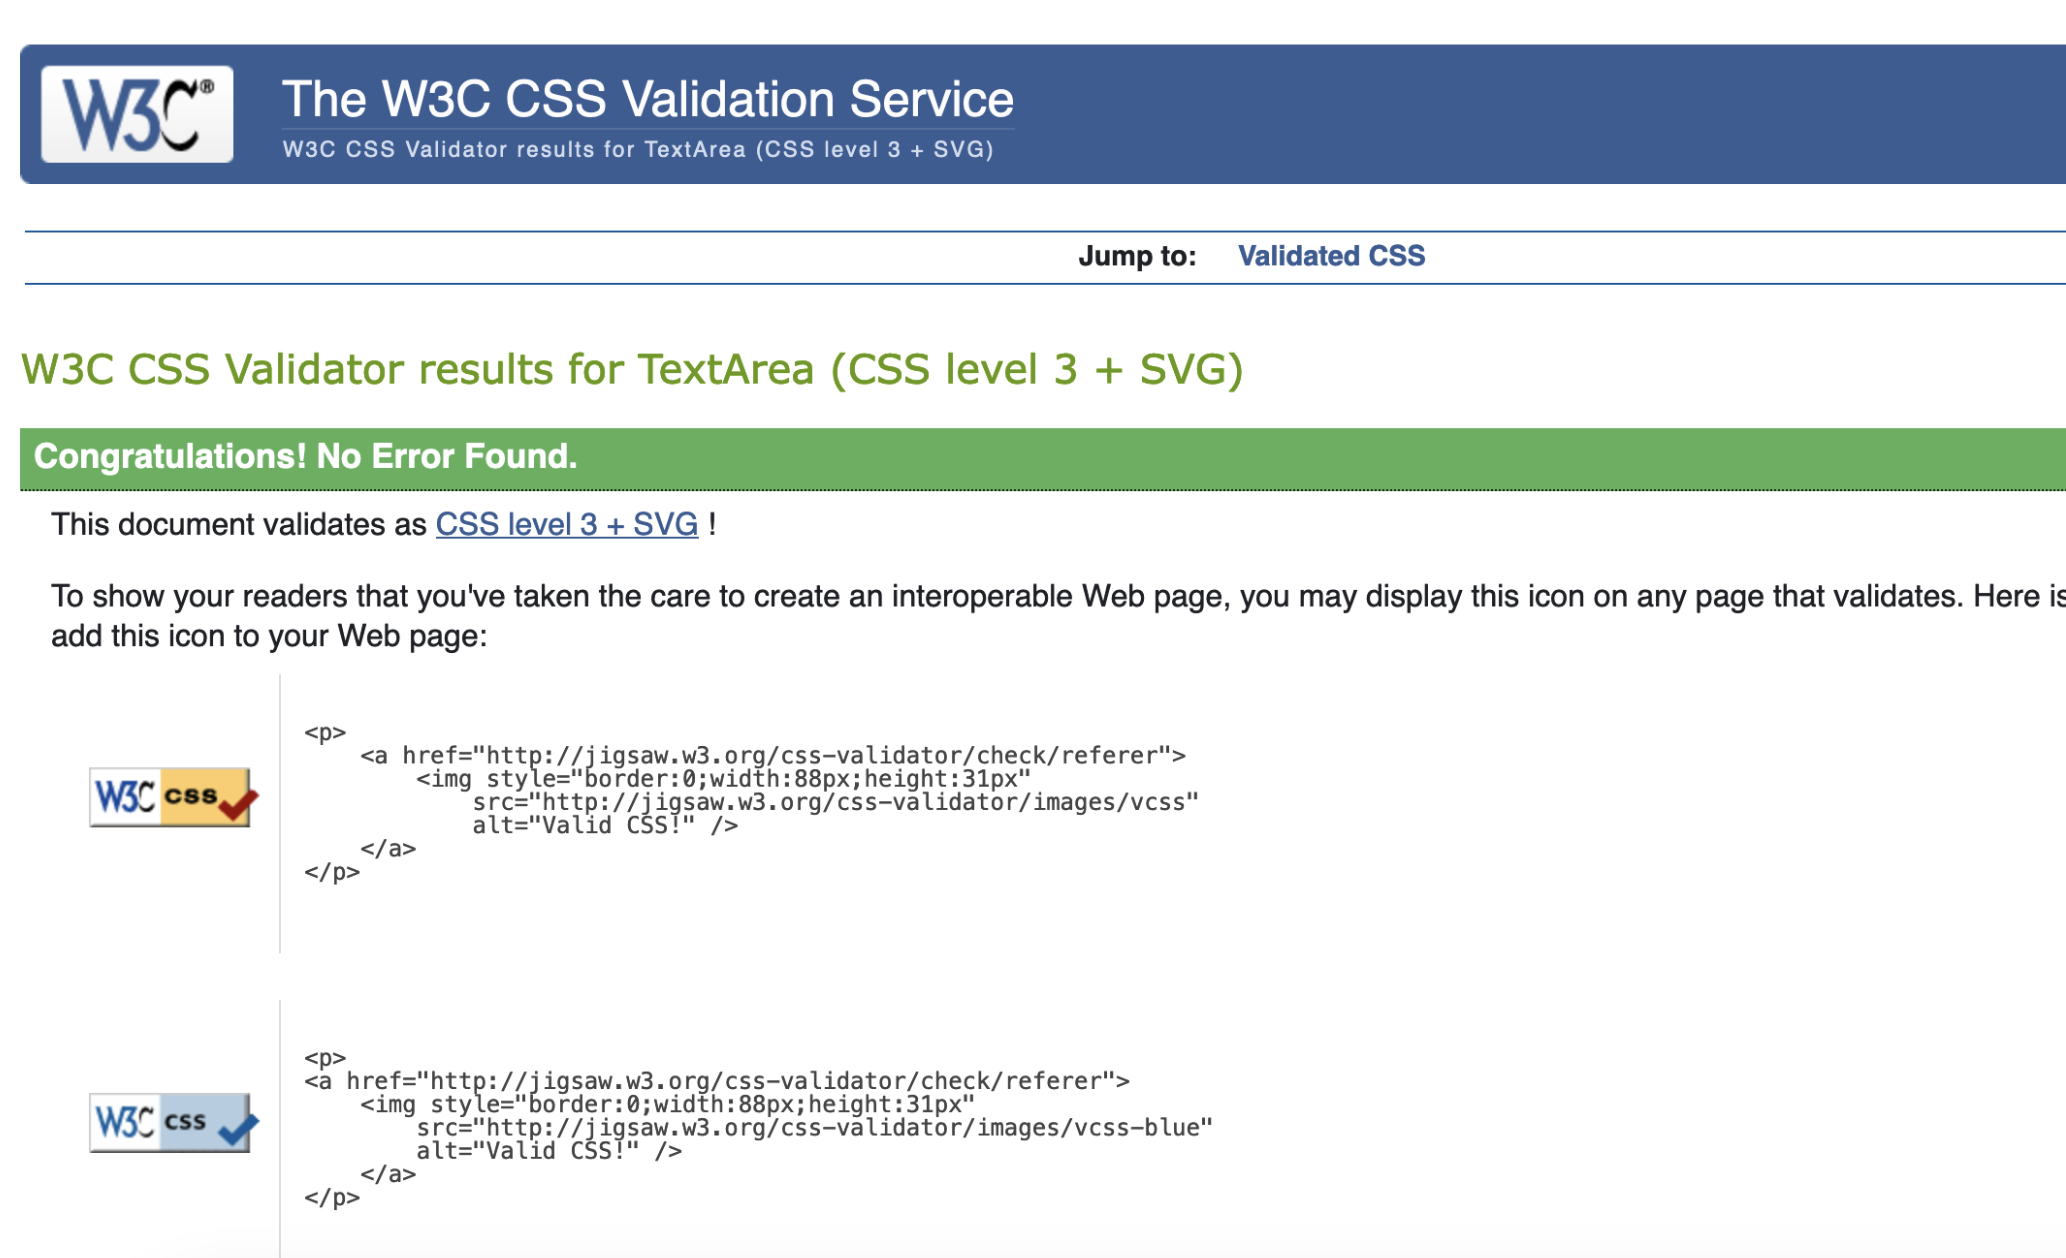 W3C®
The W3C CSS Validation Service
W3C CSS Validator results for TextArea (CSS level 3 + SVG)
Jump to: Validated CSS
W3C CSS Validator results for TextArea (CSS level 3 + SVG)
Congratulations! No Error Found.
This document validates as CSS level 3 + SVG !
To show your readers that you've taken the care to create an interoperable Web page, you may display this icon on any page that validates. Here is
add this icon to your Web page:
W3C css
<p>
    <a href="http://jigsaw.w3.org/css-validator/check/referer">
        <img style="border:0;width:88px;height:31px"
            src="http://jigsaw.w3.org/css-validator/images/vcss"
            alt="Valid CSS!" />
    </a>
</p>
W3C css
<p>
<a href="http://jigsaw.w3.org/css-validator/check/referer">
    <img style="border:0;width:88px;height:31px"
        src="http://jigsaw.w3.org/css-validator/images/vcss-blue"
        alt="Valid CSS!" />
    </a>
</p>